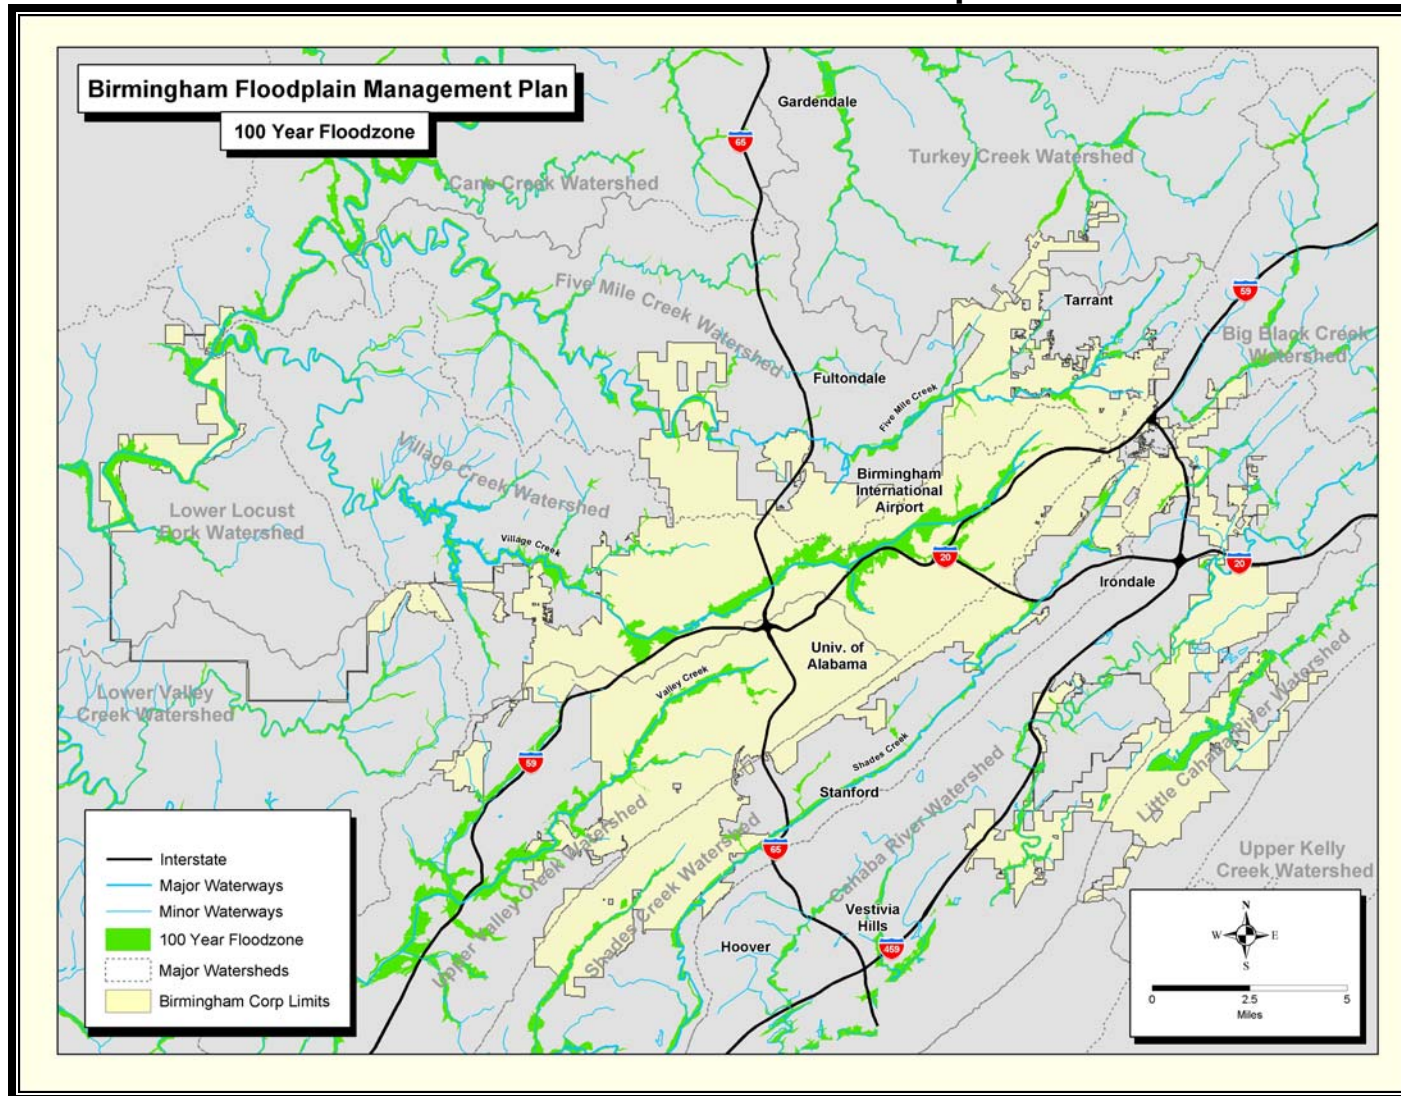 Birmingham Floodplain Management Plan
100 Year Floodzone
Gardendale
65
Turkey Creek Watershed
Cane Creek Watershed
Five Mile Creek Watershed
Tarrant
59
Big Black Creek
Watershed
Fultondale
Five Mile Creek
Village Creek Watershed
Birmingham
International
Airport
Lower Locust
Fork Watershed
Village Creek
20
Irondale
20
Univ. of
Alabama
Valley Creek
Lower Valley
Creek Watershed
59
Shades Creek
Stanford
Little Cahaba River Watershed
Cahaba River Watershed
65
Upper Valley Creek Watershed
Shades Creek Watershed
Upper Kelly
Creek Watershed
Vestivia
Hills
Hoover
459
Interstate
Major Waterways
Minor Waterways
100 Year Floodzone
Major Watersheds
Birmingham Corp Limits
N
W E
S
0 2.5 5
Miles